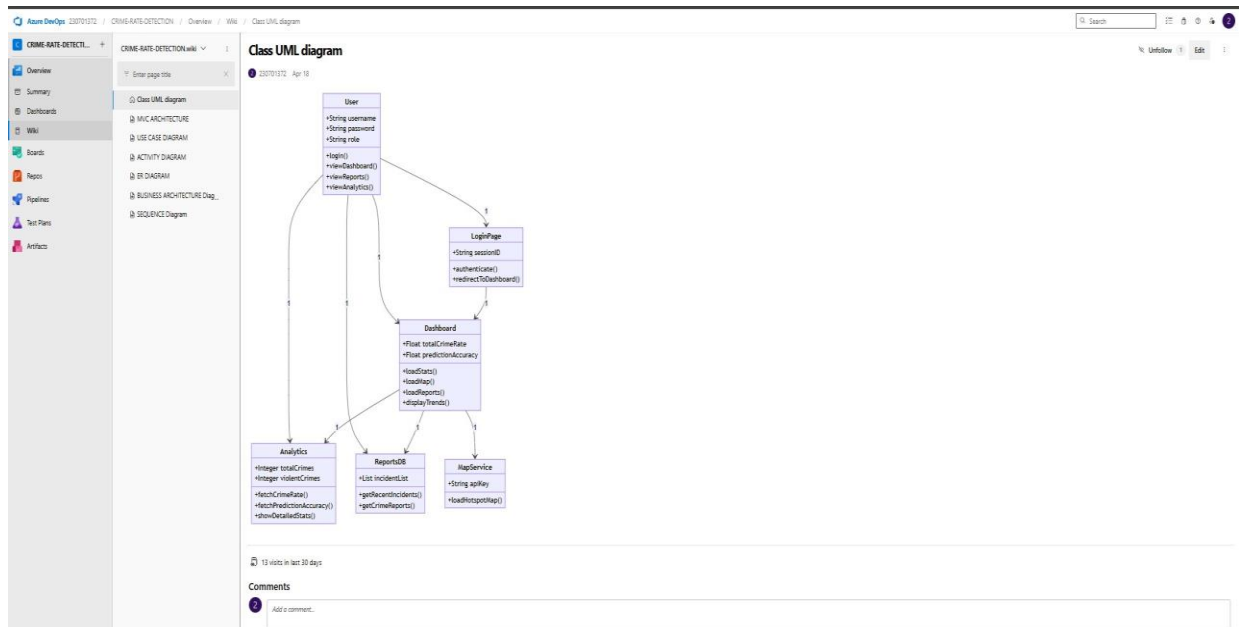 Azure DevOps 230701372 / CRIME-RATE-DETECTION / Overview / Wiki / Class UML diagram
Search
2
C CRIME-RATE-DETECTI... +
Overview
Summary
Dashboards
Wiki
Boards
Repos
Pipelines
Test Plans
Artifacts
CRIME-RATE-DETECTION.wiki
Enter page title
Class UML diagram
MVC ARCHITECTURE
USE CASE DIAGRAM
ACTIVITY DIAGRAM
ER DIAGRAM
BUSINESS ARCHITECTURE Diag...
SEQUENCE Diagram
Class UML diagram
Unfollow 1 Edit
2 230701372 Apr 18
User
+String username
+String password
+String role
+login()
+viewDashboard()
+viewReports()
+viewAnalytics()
1
LoginPage
+String sessionID
+authenticate()
+redirectToDashboard()
1
1 1 1
Dashboard
+Float totalCrimeRate
+Float predictionAccuracy
+loadStats()
+loadMap()
+loadReports()
+displayTrends()
1 1 1
Analytics
+Integer totalCrimes
+Integer violentCrimes
+fetchCrimeRate()
+fetchPredictionAccuracy()
+showDetailedStats()
ReportsDB
+List incidentList
+getRecentIncidents()
+getCrimeReports()
MapService
+String apiKey
+loadHotspotMap()
13 visits in last 30 days
Comments
2 Add a comment...